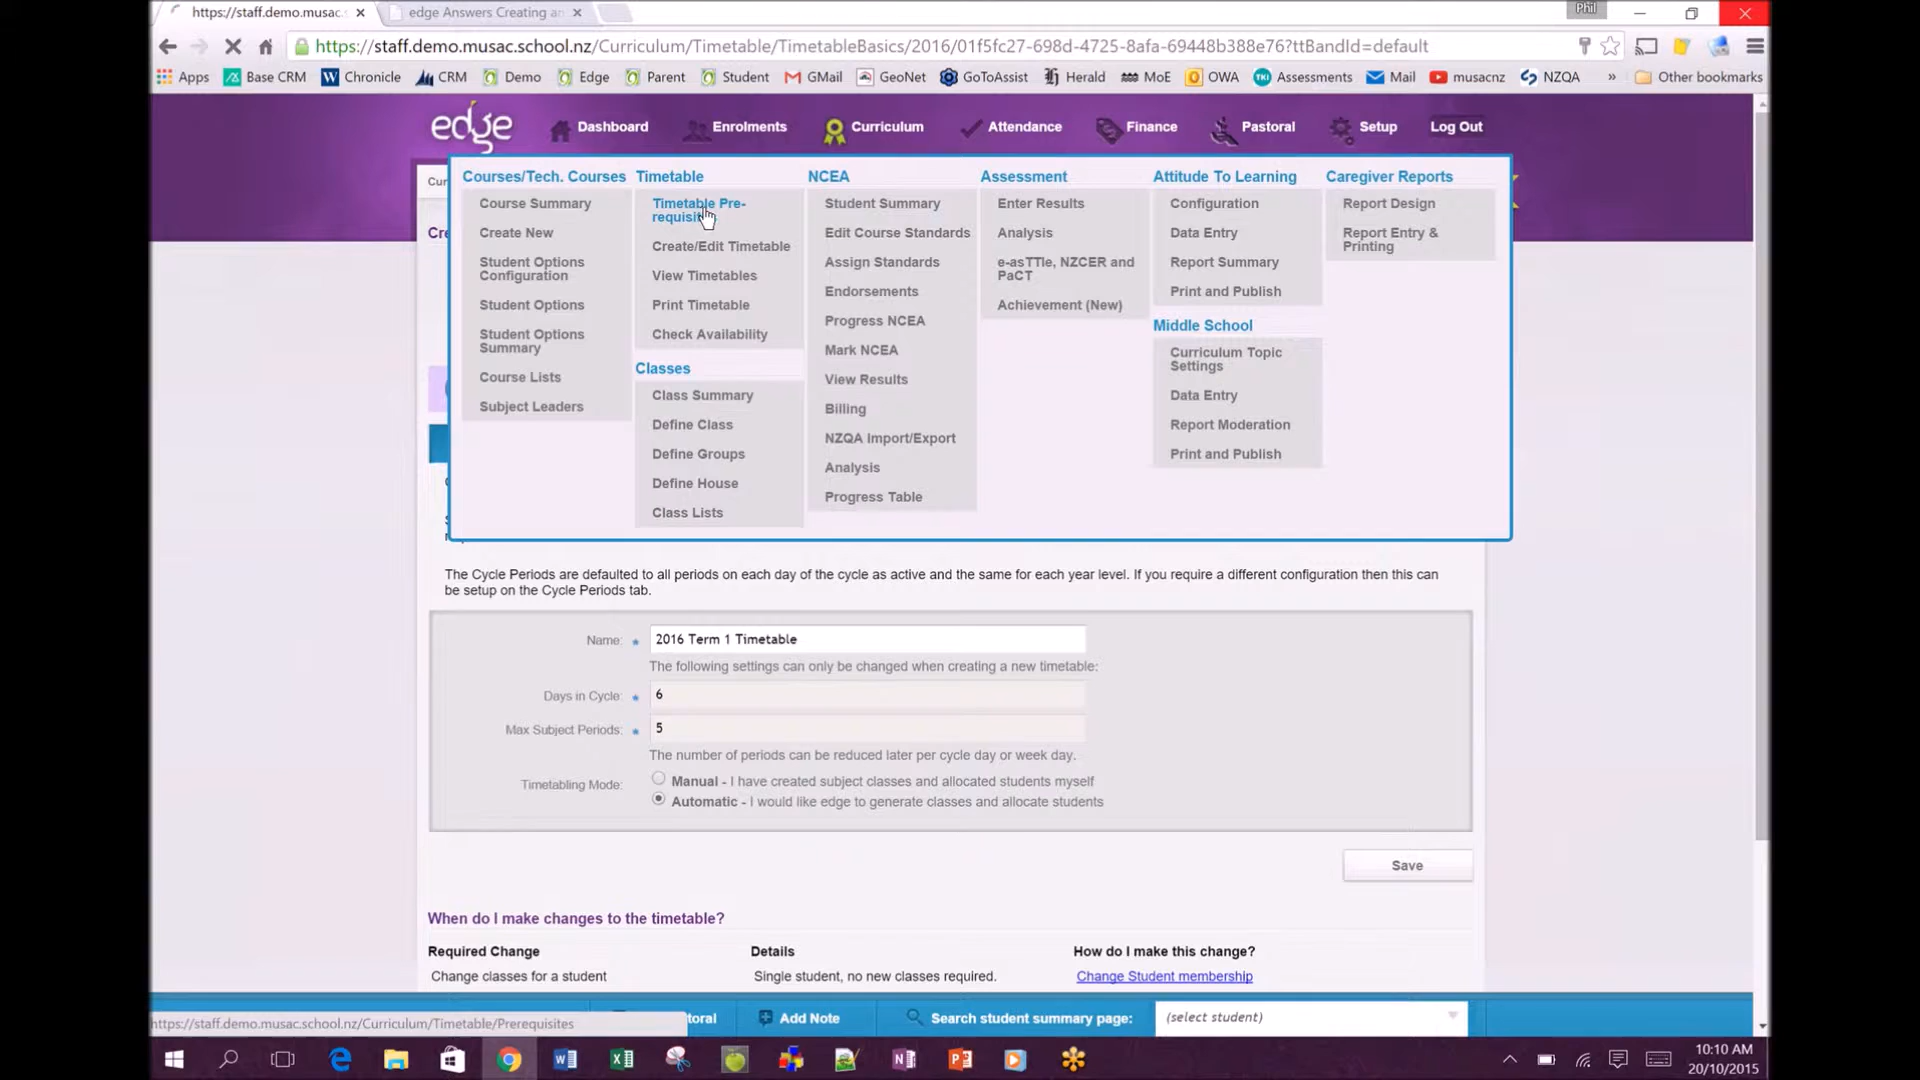 https://staff.demo.musac.s
edge Answers Creating an
Phil
https://staff.demo.musac.school.nz/Curriculum/Timetable/TimetableBasics/2016/01f5fc27-698d-4725-8afa-69448b388e76?ttBandId=default
Apps Base CRM Chronicle CRM Demo Edge Parent Student GMail GeoNet GoToAssist Herald MoE OWA Assessments Mail musacnz NZQA » Other bookmarks
edge Dashboard Enrolments Curriculum Attendance Finance Pastoral Setup Log Out
Courses/Tech. Courses
Course Summary
Create New
Student Options
Configuration
Student Options
Student Options
Summary
Course Lists
Subject Leaders
Timetable
Timetable Pre-
Create/Edit Timetable
View Timetables
Print Timetable
Check Availability
Classes
Class Summary
Define Class
Define Groups
Define House
Class Lists
NCEA
Student Summary
Edit Course Standards
Assign Standards
Endorsements
Progress NCEA
Mark NCEA
View Results
Billing
NZQA Import/Export
Analysis
Progress Table
Assessment
Enter Results
Analysis
e-asTTle, NZCER and
PaCT
Achievement (New)
Attitude To Learning
Configuration
Data Entry
Report Summary
Print and Publish
Middle School
Curriculum Topic
Settings
Data Entry
Report Moderation
Print and Publish
Caregiver Reports
Report Design
Report Entry &
Printing
Cur
Cre
The Cycle Periods are defaulted to all periods on each day of the cycle as active and the same for each year level. If you require a different configuration then this can
be setup on the Cycle Periods tab.
Name: * 2016 Term 1 Timetable
The following settings can only be changed when creating a new timetable:
Days in Cycle: * 6
Max Subject Periods: * 5
The number of periods can be reduced later per cycle day or week day.
Timetabling Mode: Manual - I have created subject classes and allocated students myself
Automatic - I would like edge to generate classes and allocate students
Save
When do I make changes to the timetable?
Required Change Details How do I make this change?
Change classes for a student Single student, no new classes required. Change Student membership
https://staff.demo.musac.school.nz/Curriculum/Timetable/Prerequisites
toral Add Note Search student summary page: (select student)
10:10 AM
20/10/2015